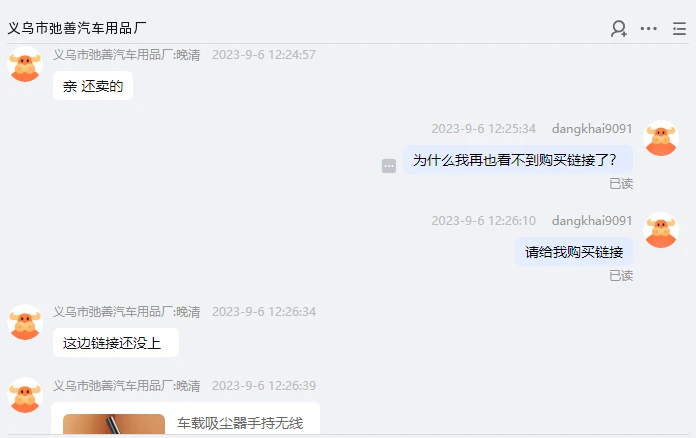 义乌市弛善汽车用品厂
义乌市弛善汽车用品厂:晚清 2023-9-6 12:24:57
亲 还卖的
2023-9-6 12:25:34 dangkhai9091
为什么我再也看不到购买链接了?
已读
2023-9-6 12:26:10 dangkhai9091
请给我购买链接
已读
义乌市弛善汽车用品厂:晚清 2023-9-6 12:26:34
这边链接还没上
义乌市弛善汽车用品厂:晚清 2023-9-6 12:26:39
车载吸尘器手持无线